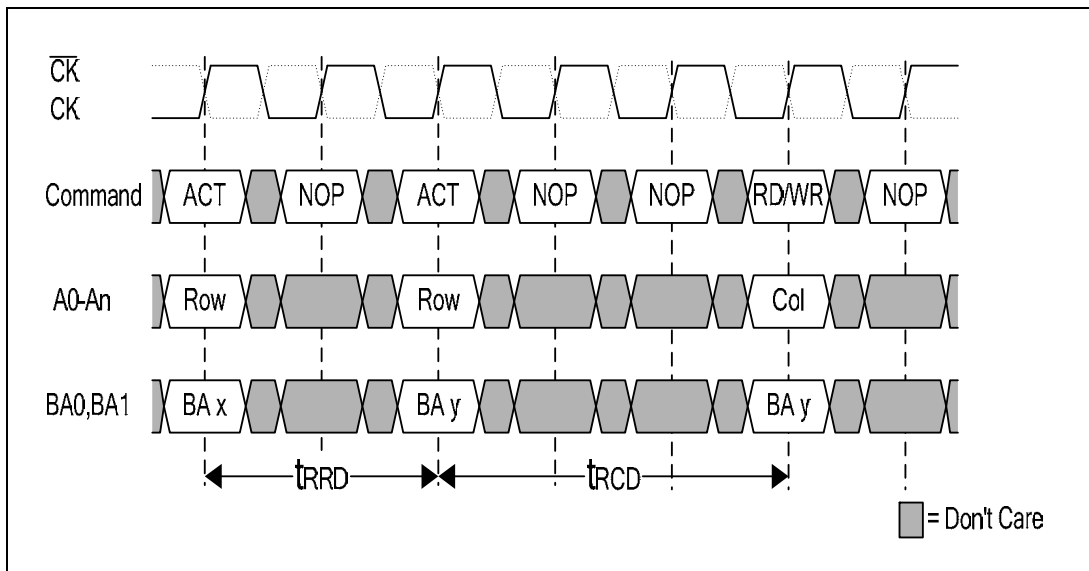 CK
CK
Command ACT NOP ACT NOP NOP RD/WR NOP
A0-An Row Row Col
BA0,BA1 BA x BA y BA y
tRRD tRCD
= Don't Care